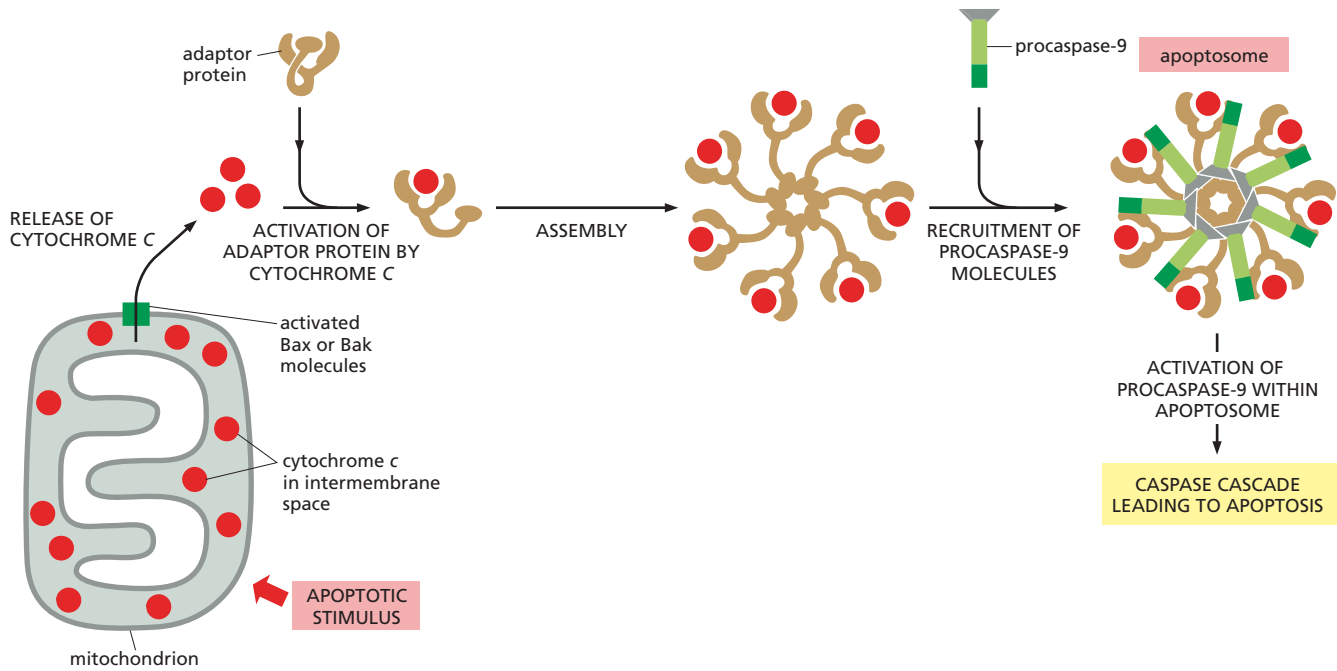 adaptor
protein
procaspase-9
apoptosome
RELEASE OF
CYTOCHROME C
ACTIVATION OF
ADAPTOR PROTEIN BY
CYTOCHROME C
ASSEMBLY
RECRUITMENT OF
PROCASPASE-9
MOLECULES
activated
Bax or Bak
molecules
cytochrome c
in intermembrane
space
APOPTOTIC
STIMULUS
mitochondrion
ACTIVATION OF
PROCASPASE-9 WITHIN
APOPTOSOME
CASPASE CASCADE
LEADING TO APOPTOSIS